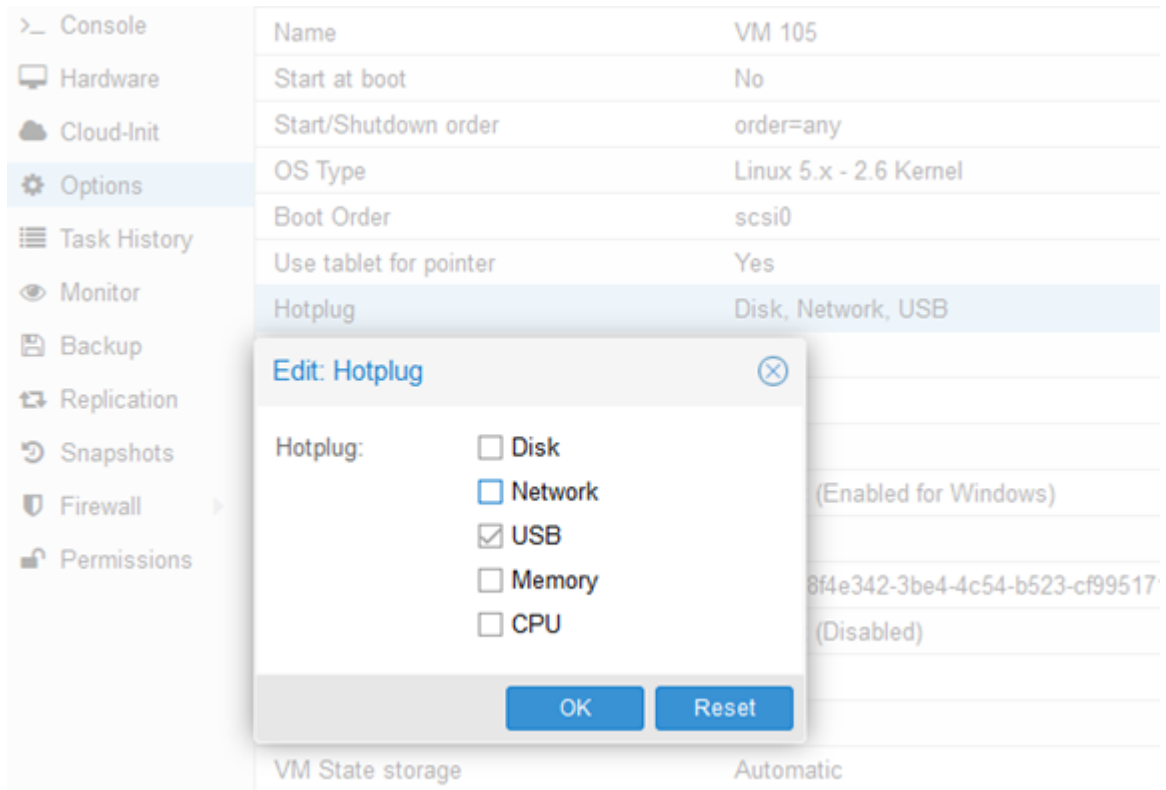 Console
Hardware
Cloud-Init
Options
Task History
Monitor
Backup
Replication
Snapshots
Firewall
Permissions
Name VM 105
Start at boot No
Start/Shutdown order order=any
OS Type Linux 5.x - 2.6 Kernel
Boot Order scsi0
Use tablet for pointer Yes
Hotplug Disk, Network, USB
Edit: Hotplug
Hotplug: Disk
Network
USB
Memory
CPU
OK Reset
(Enabled for Windows)
8f4e342-3be4-4c54-b523-cf99517
(Disabled)
VM State storage Automatic